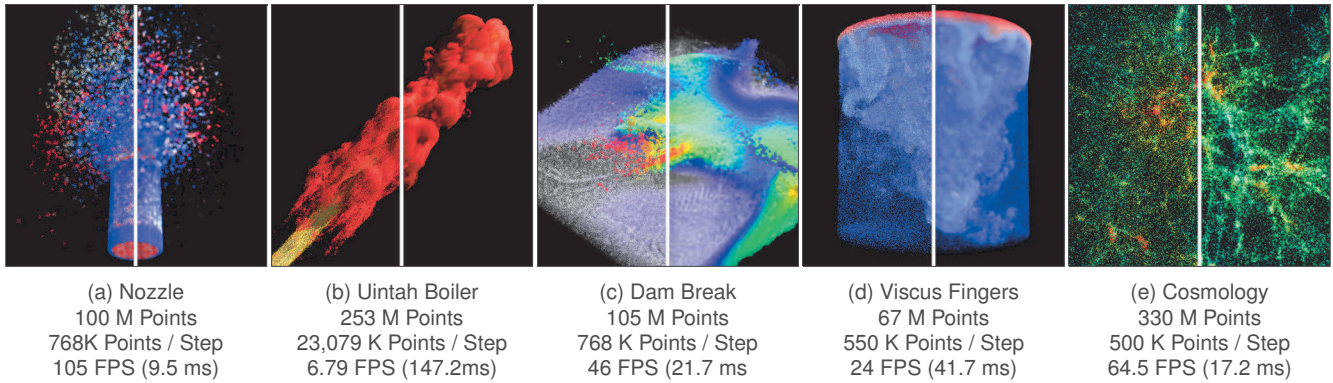 (a) Nozzle
100 M Points
768K Points / Step
105 FPS (9.5 ms)
(b) Uintah Boiler
253 M Points
23,079 K Points / Step
6.79 FPS (147.2ms)
(c) Dam Break
105 M Points
768 K Points / Step
46 FPS (21.7 ms
(d) Viscus Fingers
67 M Points
550 K Points / Step
24 FPS (41.7 ms)
(e) Cosmology
330 M Points
500 K Points / Step
64.5 FPS (17.2 ms)